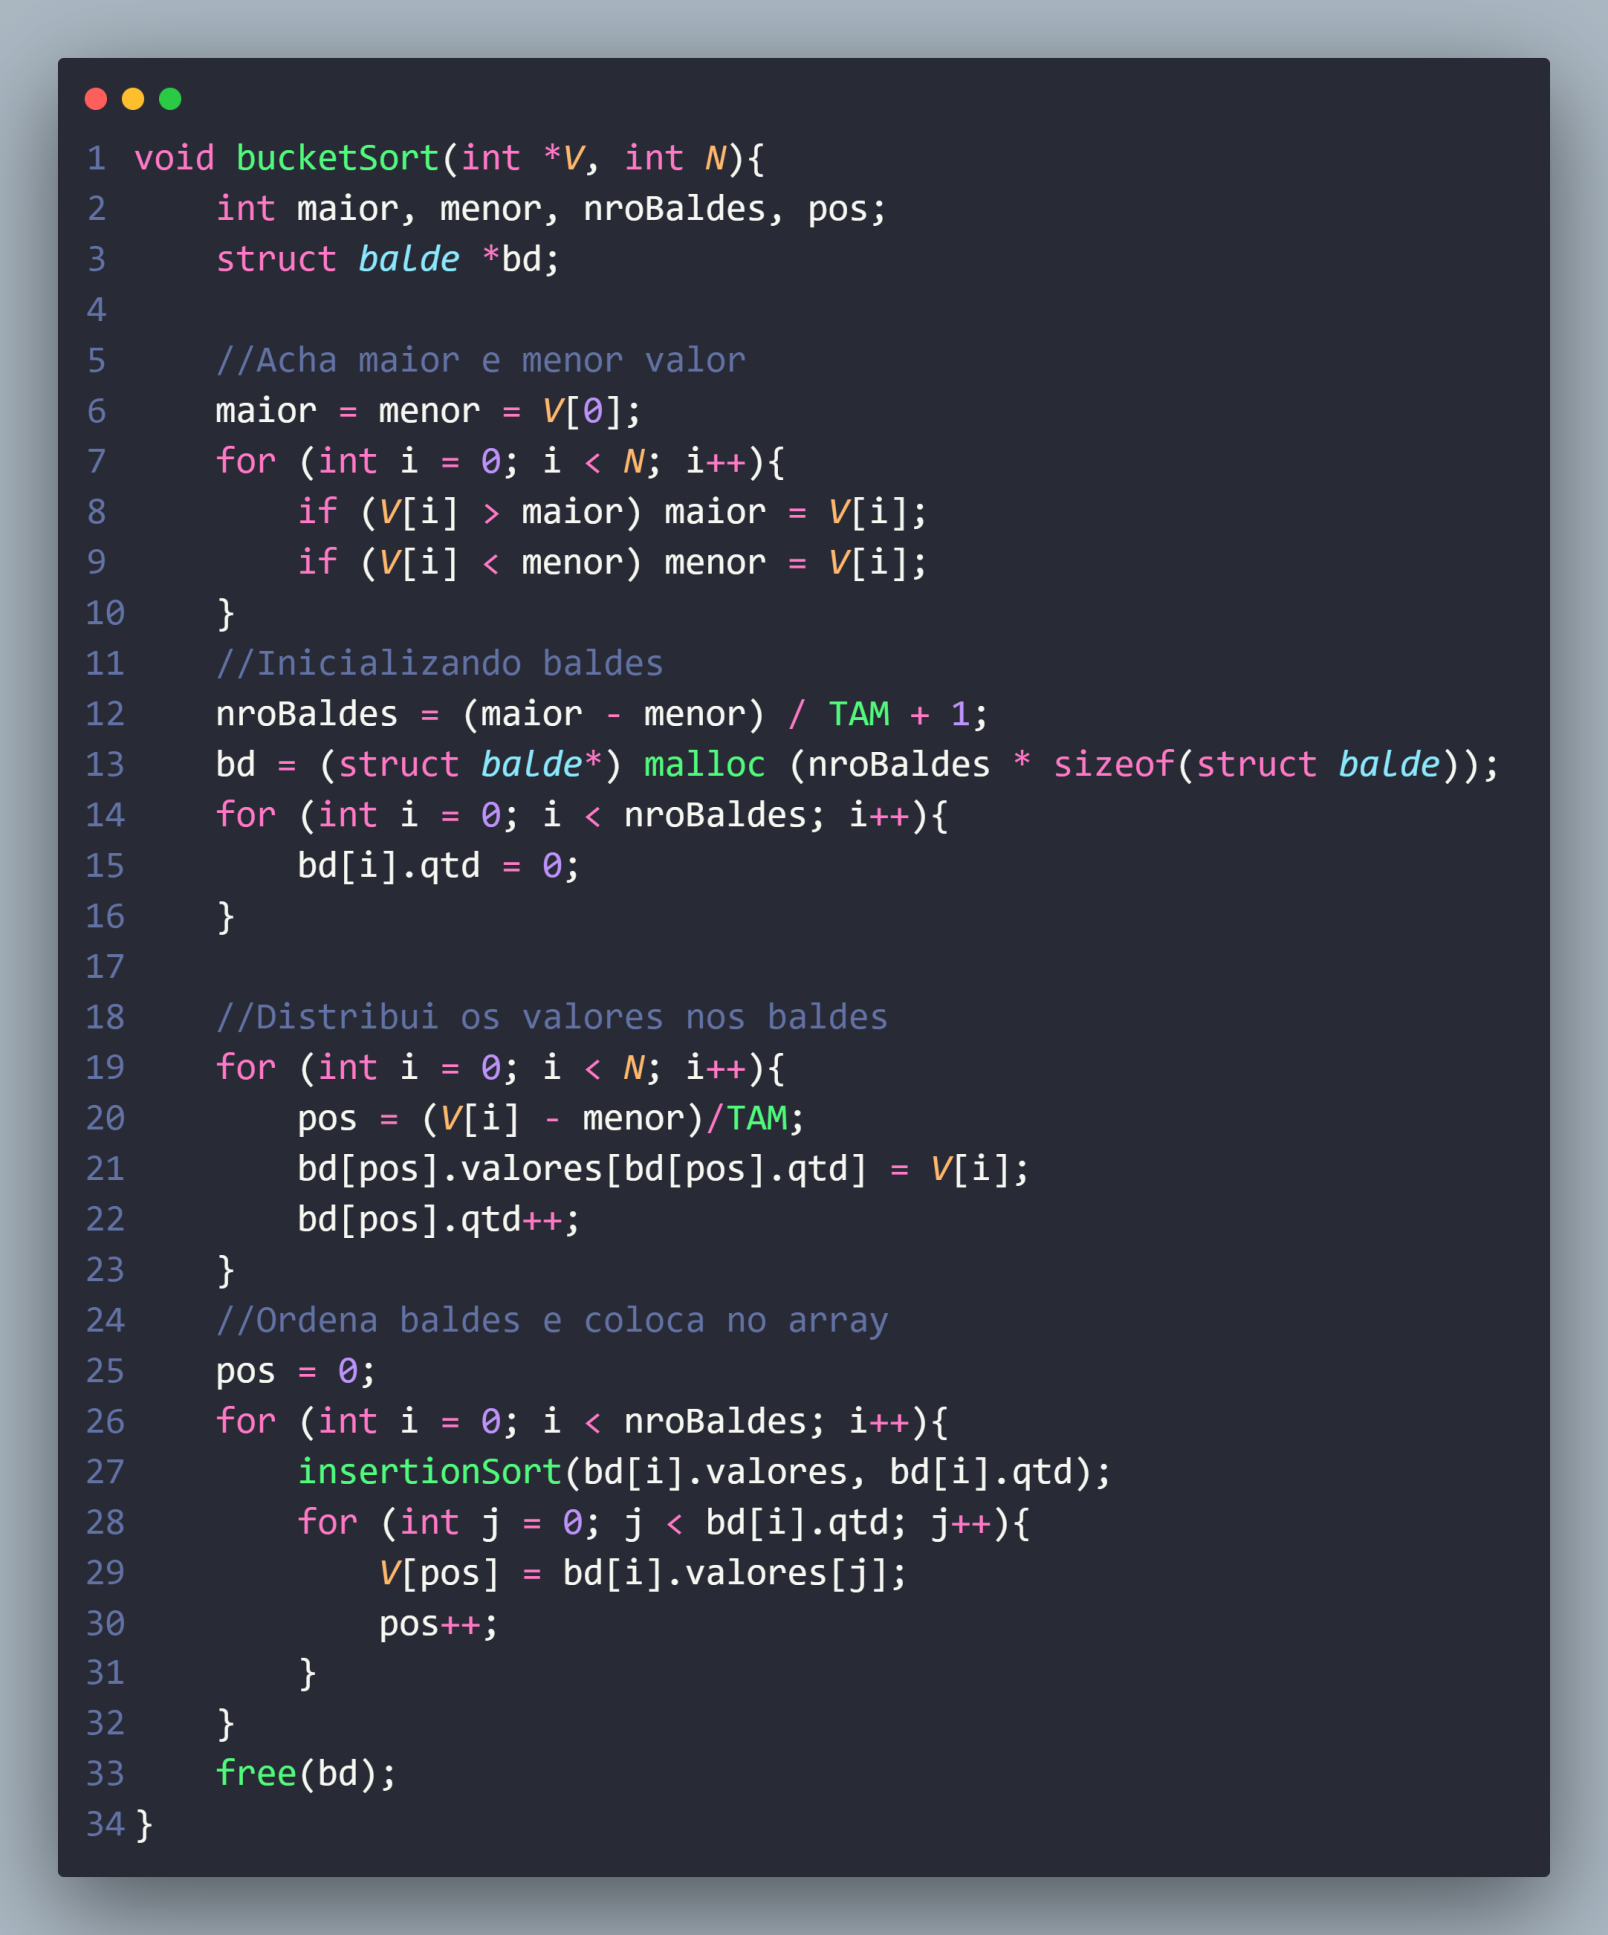 1 void bucketSort(int *V, int N){
2     int maior, menor, nroBaldes, pos;
3     struct balde *bd;
4
5     //Acha maior e menor valor
6     maior = menor = V[0];
7     for (int i = 0; i < N; i++){
8         if (V[i] > maior) maior = V[i];
9         if (V[i] < menor) menor = V[i];
10     }
11     //Inicializando baldes
12     nroBaldes = (maior - menor) / TAM + 1;
13     bd = (struct balde*) malloc (nroBaldes * sizeof(struct balde));
14     for (int i = 0; i < nroBaldes; i++){
15         bd[i].qtd = 0;
16     }
17
18     //Distribui os valores nos baldes
19     for (int i = 0; i < N; i++){
20         pos = (V[i] - menor)/TAM;
21         bd[pos].valores[bd[pos].qtd] = V[i];
22         bd[pos].qtd++;
23     }
24     //Ordena baldes e coloca no array
25     pos = 0;
26     for (int i = 0; i < nroBaldes; i++){
27         insertionSort(bd[i].valores, bd[i].qtd);
28         for (int j = 0; j < bd[i].qtd; j++){
29             V[pos] = bd[i].valores[j];
30             pos++;
31         }
32     }
33     free(bd);
34 }